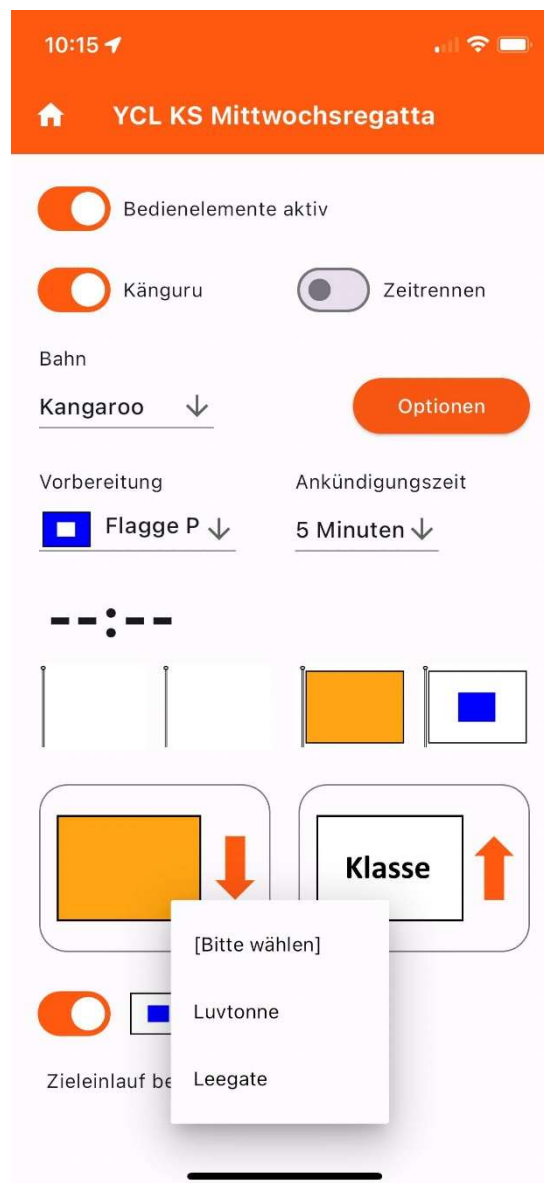 10:15
YCL KS Mittwochsregatta
Bedienelemente aktiv
Känguru
Zeitrennen
Bahn
Kangaroo
Optionen
Vorbereitung
Ankündigungszeit
Flagge P
5 Minuten
--:--
Klasse
[Bitte wählen]
Luvtonne
Zieleinlauf be
Leegate